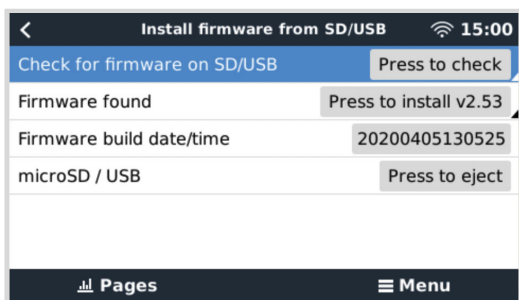 Install firmware from SD/USB 15:00
Check for firmware on SD/USB Press to check
Firmware found Press to install v2.53
Firmware build date/time 20200405130525
microSD / USB Press to eject
Pages Menu